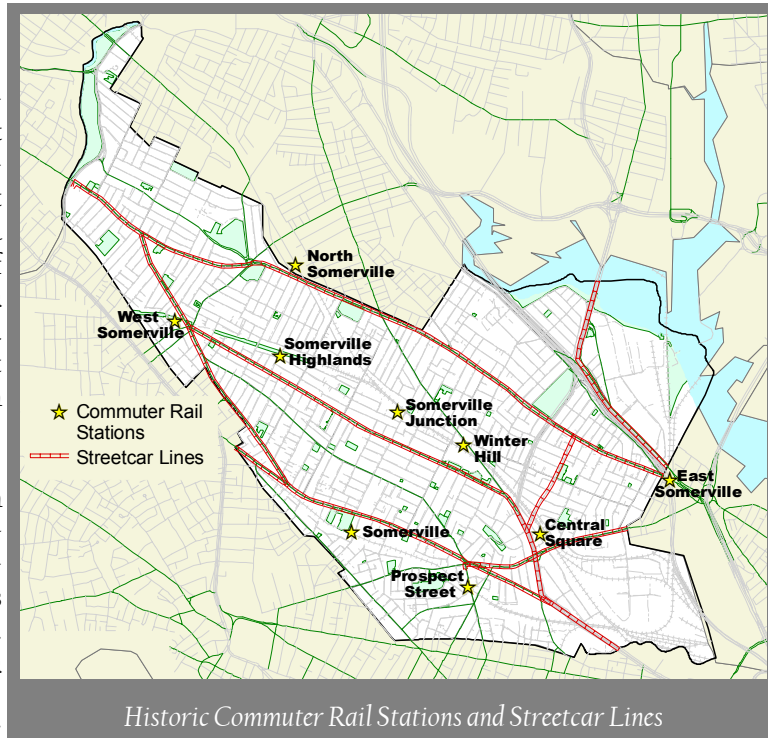 North
Somerville
West
Somerville
Somerville
Highlands
Commuter Rail
Stations
Streetcar Lines
Somerville
Junction
Winter
Hill
East
Somerville
Somerville
Central
Square
Prospect
Street
Historic Commuter Rail Stations and Streetcar Lines